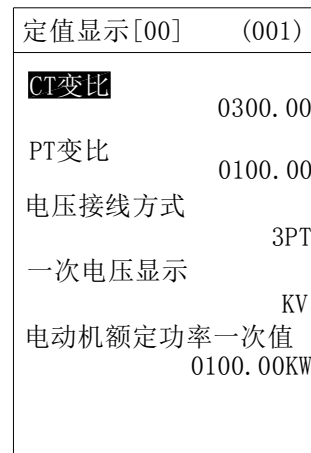 定值显示[00] (001)
CT变比
0300.00
PT变比
0100.00
电压接线方式
3PT
一次电压显示
KV
电动机额定功率一次值
0100.00KW